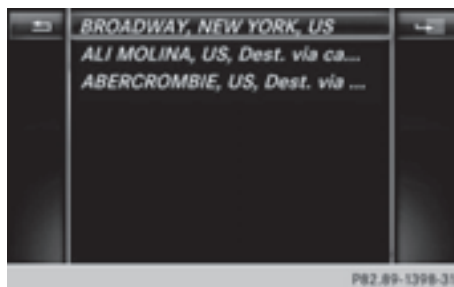 BROADWAY, NEW YORK, US
ALI MOLINA, US, Dest. via ca....
ABERCROMBIE, US, Dest. via ...
P82.89-1398-31